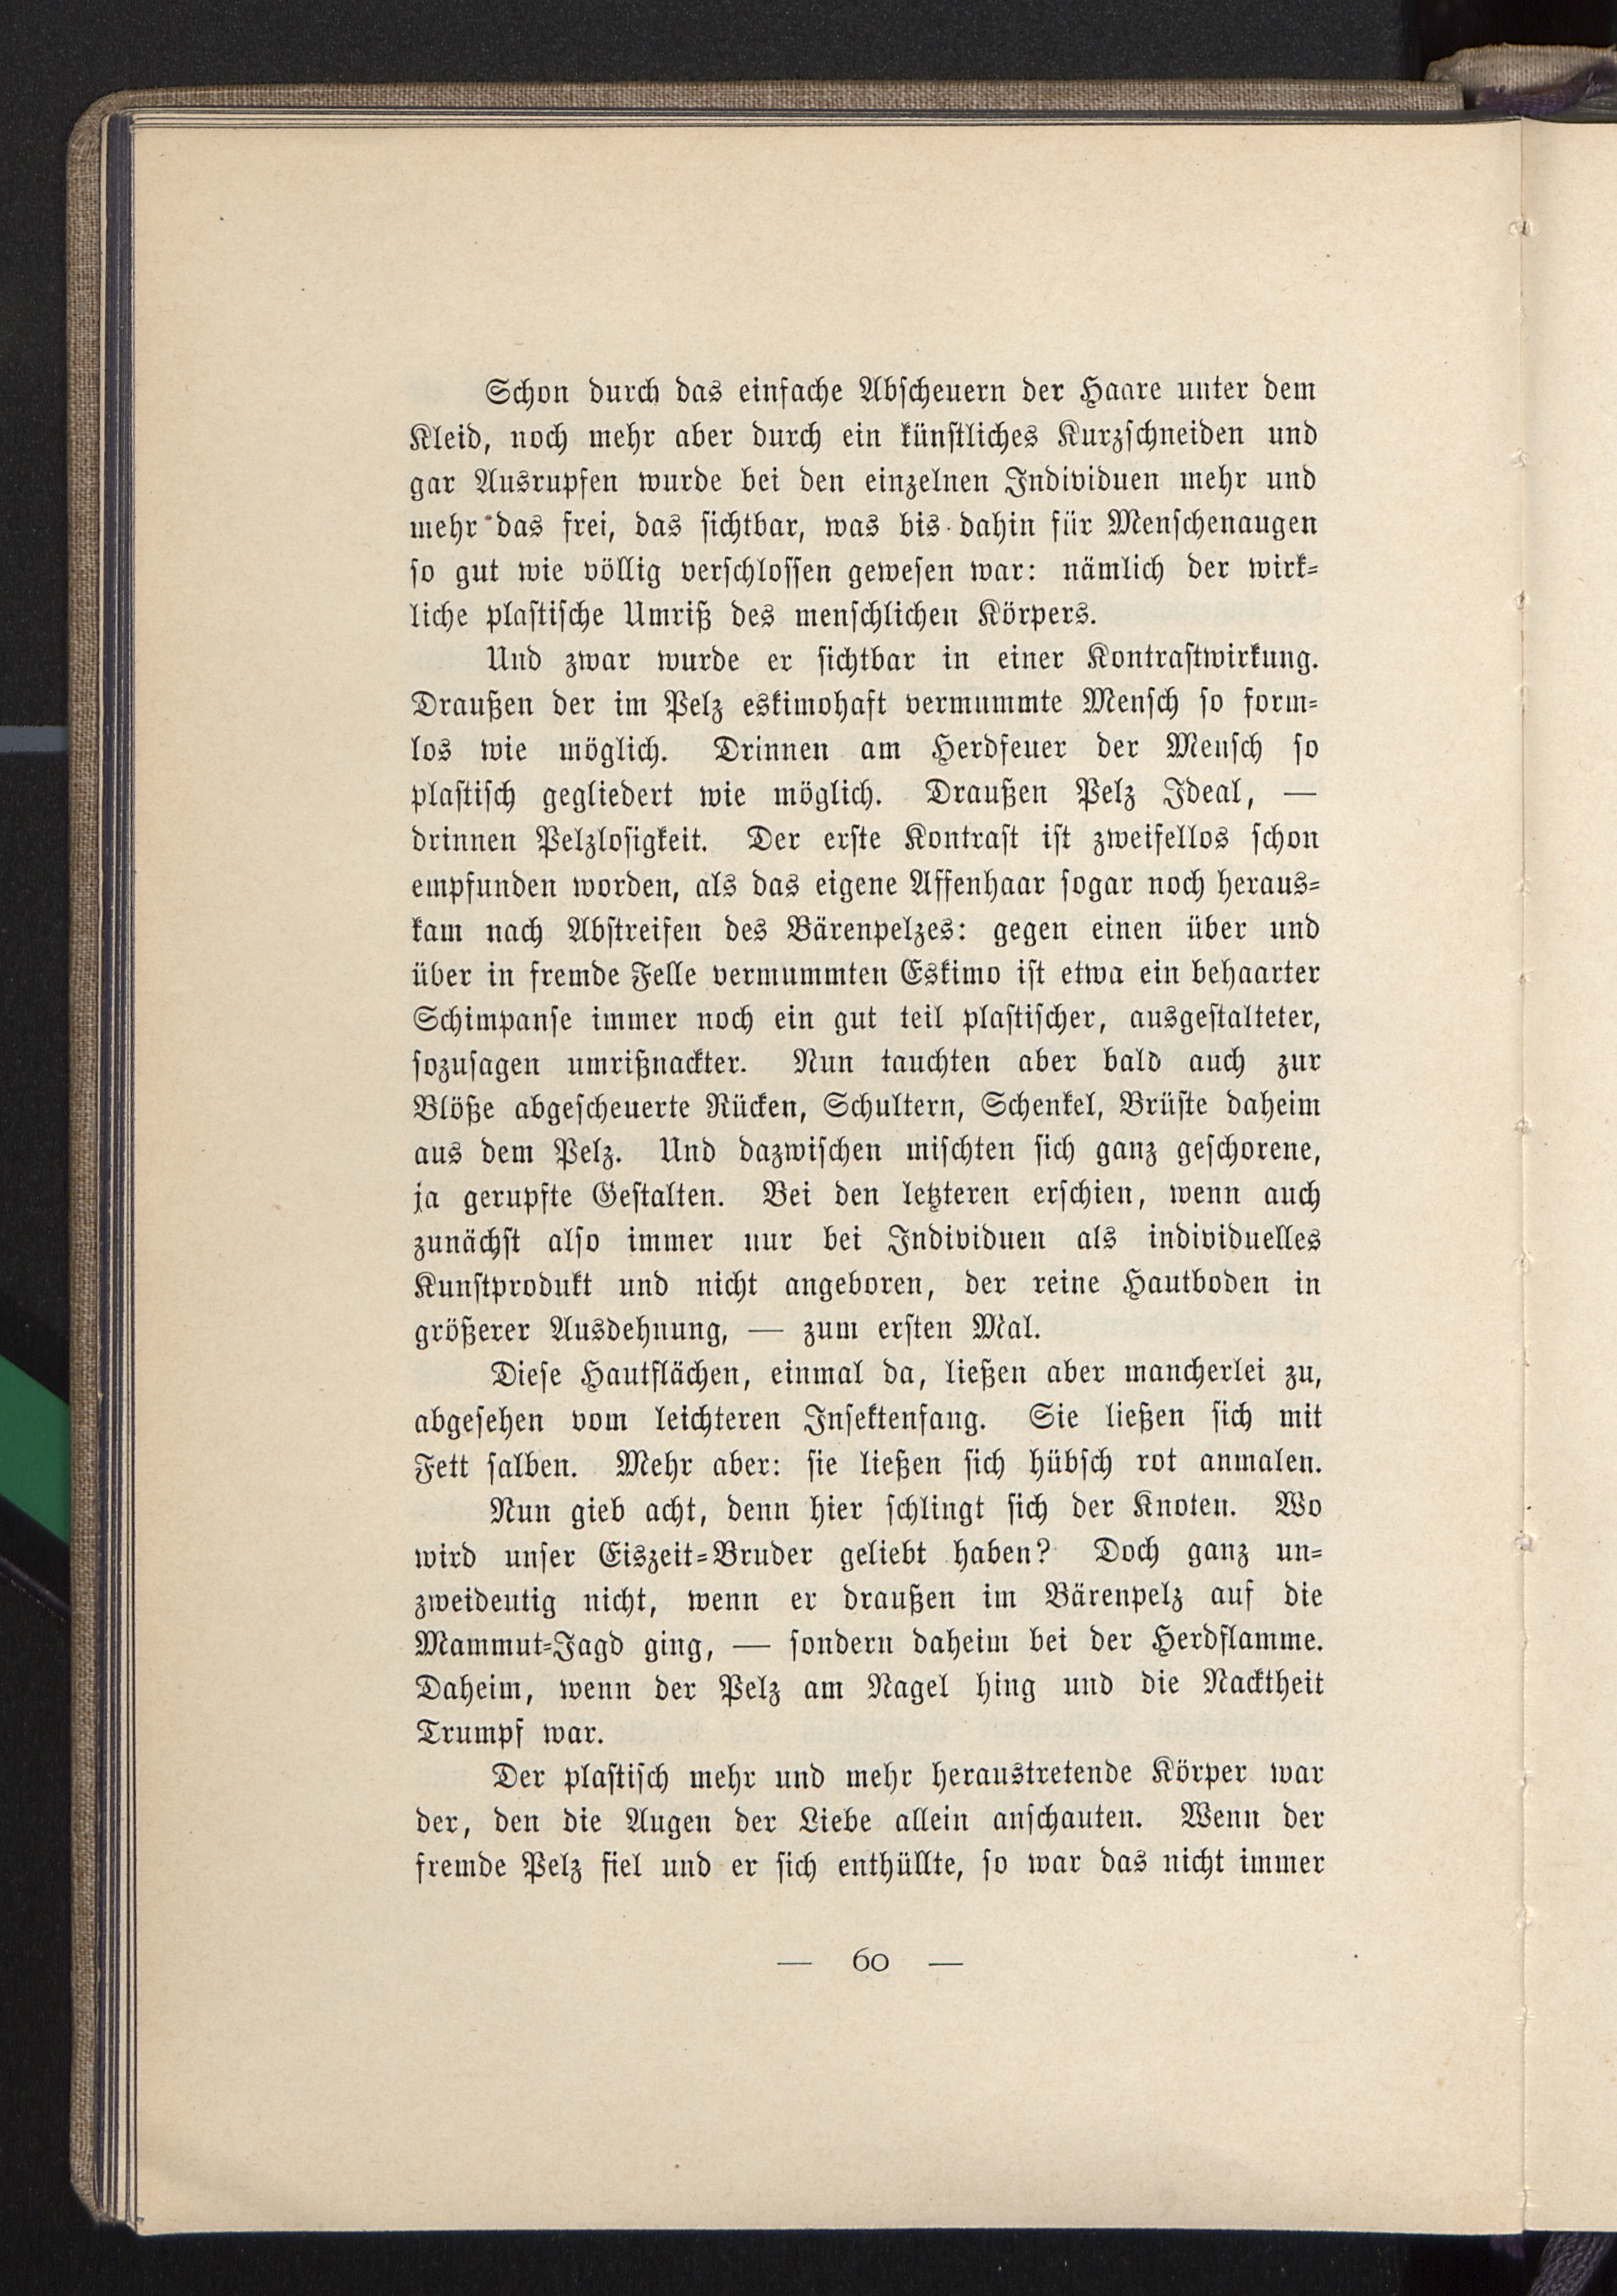 Schon durch das einfache Abscheuern der Haare unter dem
Kleid, noch mehr aber durch ein künstliches Kurzschneiden und
gar Ausrupfen wurde bei den einzelnen Individuen mehr und
mehr das frei, das sichtbar, was bis dahin für Menschenaugen
so gut wie völlig verschlossen gewesen war: nämlich der wirk-
liche plastische Umriß des menschlichen Körpers.
Und zwar wurde er sichtbar in einer Kontrastwirkung.
Draußen der im Pelz eskimohaft vermummte Mensch so form-
los wie möglich. Drinnen am Herdfeuer der Mensch so
plastisch gegliedert wie möglich. Draußen Pelz Ideal, —
drinnen Pelzlosigkeit. Der erste Kontrast ist zweifellos schon
empfunden worden, als das eigene Affenhaar sogar noch heraus-
kam nach Abstreifen des Bärenpelzes: gegen einen über und
über in fremde Felle vermummten Eskimo ist etwa ein behaarter
Schimpanse immer noch ein gut teil plastischer, ausgestalteter,
sozusagen umrißnackter. Nun tauchten aber bald auch zur
Blöße abgescheuerte Rücken, Schultern, Schenkel, Brüste daheim
aus dem Pelz. Und dazwischen mischten sich ganz geschorene,
ja gerupfte Gestalten. Bei den letzteren erschien, wenn auch
zunächst also immer nur bei Individuen als individuelles
Kunstprodukt und nicht angeboren, der reine Hautboden in
größerer Ausdehnung, — zum ersten Mal.
Diese Hautflächen, einmal da, ließen aber mancherlei zu,
abgesehen vom leichteren Insektenfang. Sie ließen sich mit
Fett salben. Mehr aber: sie ließen sich hübsch rot anmalen.
Nun gieb acht, denn hier schlingt sich der Knoten. Wo
wird unser Eiszeit-Bruder geliebt haben? Doch ganz un-
zweideutig nicht, wenn er draußen im Bärenpelz auf die
Mammut-Jagd ging, — sondern daheim bei der Herdflamme.
Daheim, wenn der Pelz am Nagel hing und die Nacktheit
Trumpf war.
Der plastisch mehr und mehr heraustretende Körper war
der, den die Augen der Liebe allein anschauten. Wenn der
fremde Pelz fiel und er sich enthüllte, so war das nicht immer
— 60 —